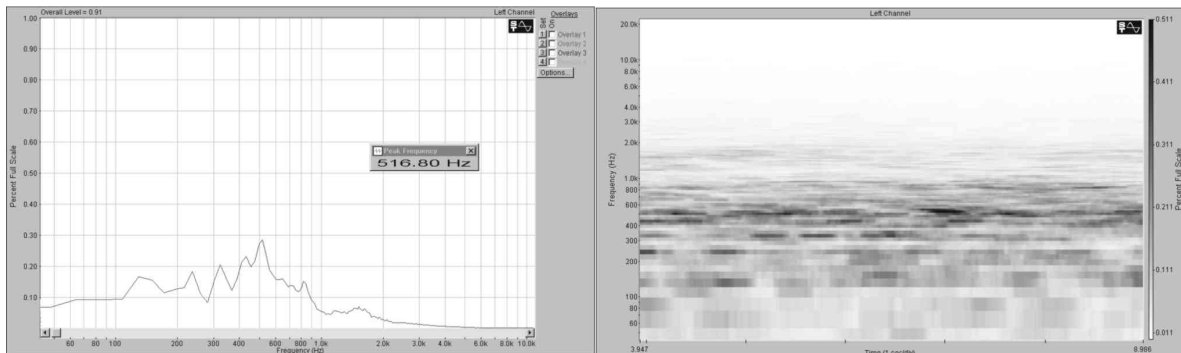 Overall Level = 0.91
Left Channel
Overlays
Set
On
1 Overlay 1
2 Overlay 2
3 Overlay 3
4
Options...
1.00
0.90
0.80
0.70
0.60
0.50
0.40
0.30
0.20
0.10
Percent Full Scale
Peak Frequency
516.80 Hz
60 80 100 200 300 400 600 800 1.0k 2.0k 3.0k 4.0k 6.0k 8.0k 10.0k
Frequency (Hz)
Left Channel
20.0k
10.0k
8.0k
6.0k
4.0k
3.0k
2.0k
1.0k
800
600
400
300
200
100
80
60
Frequency (Hz)
3.947
9.986
0.511
0.411
0.311
0.211
0.111
0.011
Percent Full Scale